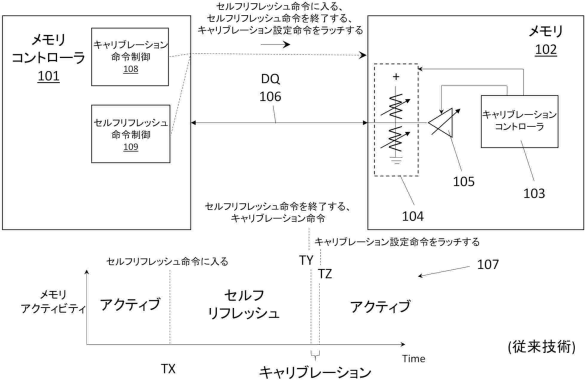 セルフリフレッシュ命令に入る、
セルフリフレッシュ命令を終了する、
キャリブレーション設定命令をラッチする
メモリ
コントローラ
101
キャリブレーション
命令制御
108
セルフリフレッシュ
命令制御
109
DQ
106
メモリ
102
+
キャリブレーション
コントローラ
103
104
105
セルフリフレッシュ命令を終了する、
キャリブレーション命令
キャリブレーション設定命令をラッチする
セルフリフレッシュ命令に入る
TY
TZ
107
メモリ
アクティビティ
アクティブ
セルフ
リフレッシュ
アクティブ
Time
TX
キャリブレーション
(従来技術)